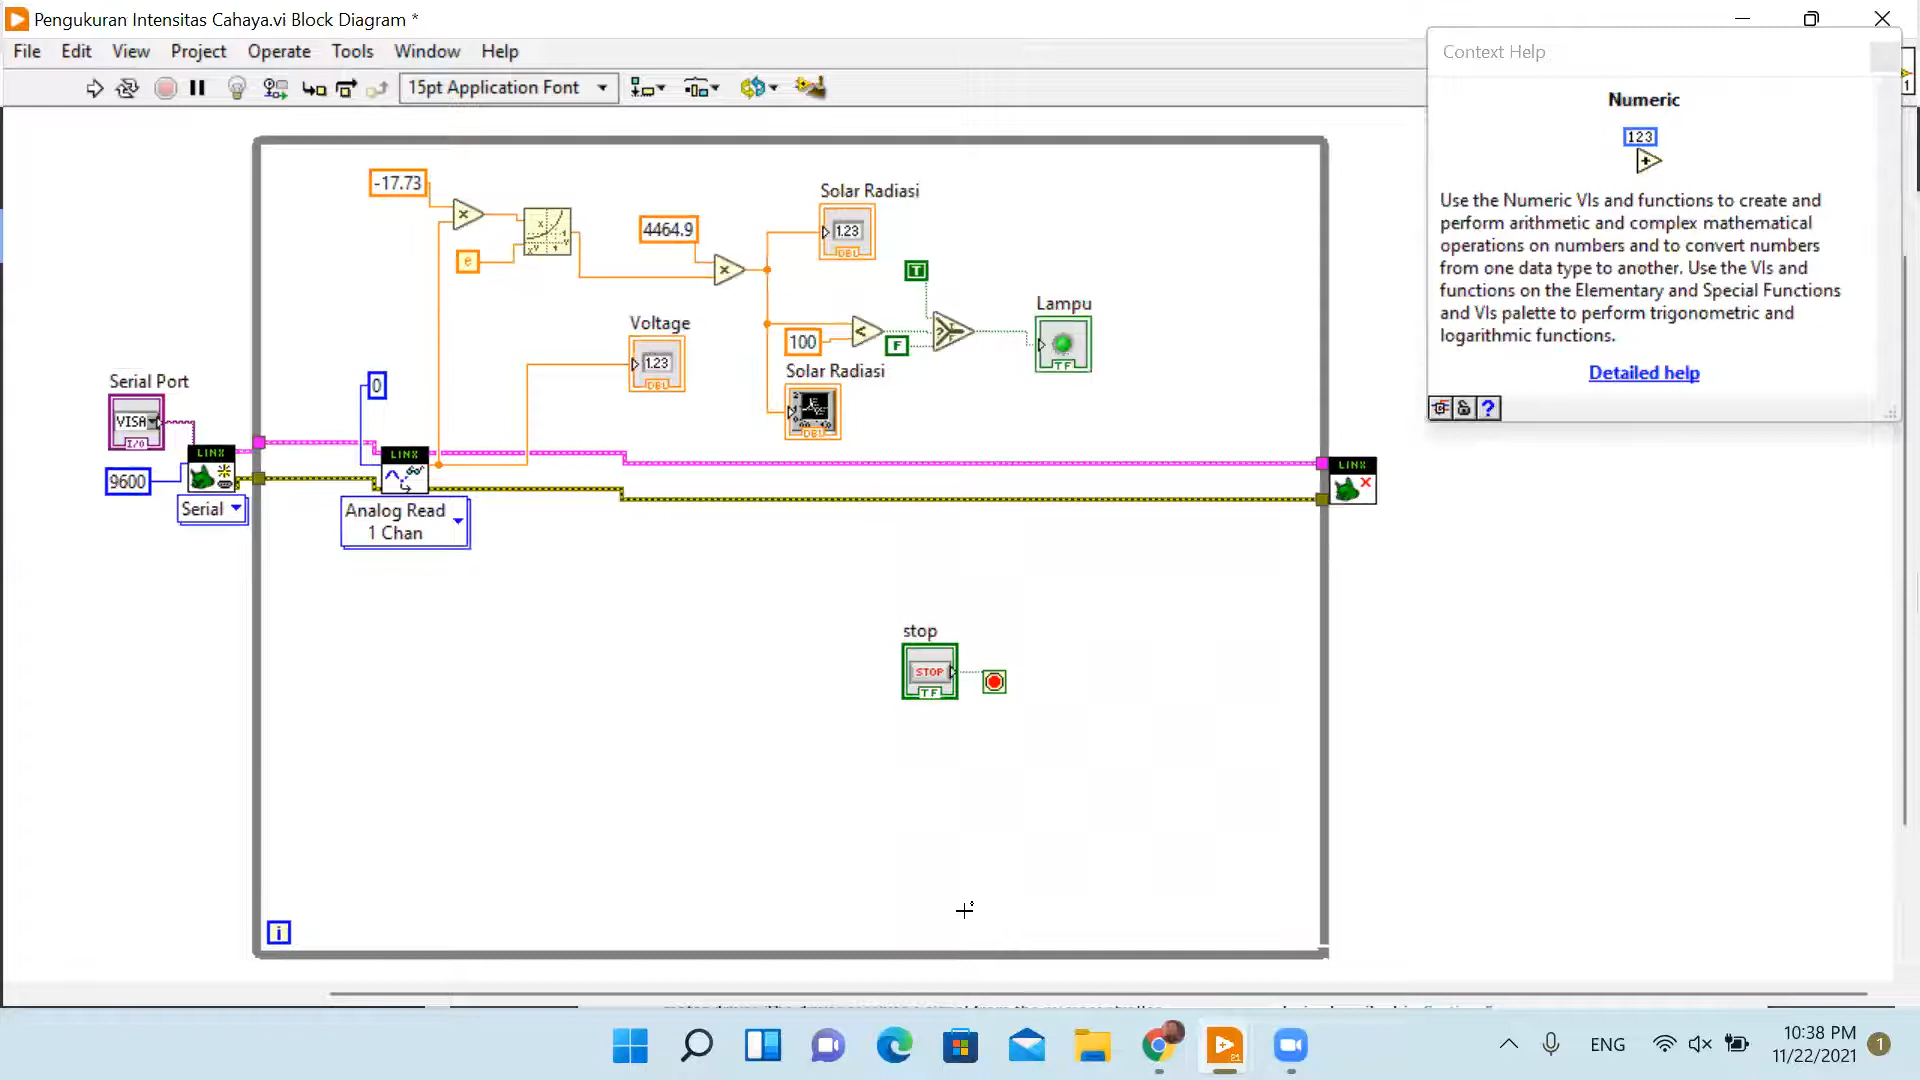 Pengukuran Intensitas Cahaya.vi Block Diagram *
File Edit View Project Operate Tools Window Help
15pt Application Font
Context Help
Numeric
123
Use the Numeric VIs and functions to create and
perform arithmetic and complex mathematical
operations on numbers and to convert numbers
from one data type to another. Use the VIs and
functions on the Elementary and Special Functions
and VIs palette to perform trigonometric and
logarithmic functions.
Detailed help
-17.73
e
4464.9
Solar Radiasi
1.23
DBL
T
Voltage
1.23
DBL
100
F
Lampu
TF
Solar Radiasi
DBL
Serial Port
VISA
I/O
0
LINX
9600
Serial
LINX
Analog Read
1 Chan
LINX
stop
STOP
TF
i
ENG
10:38 PM
11/22/2021
1